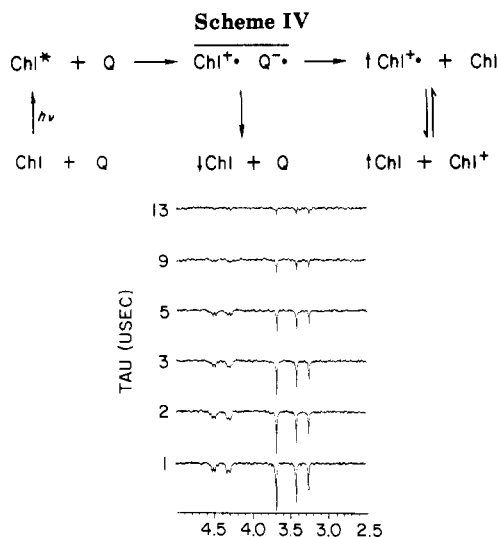 Scheme IV
Chl* + Q → Chl⁺• Q⁻• → ↑Chl⁺• + Chl
hν
Chl + Q ↓Chl + Q ↑Chl + Chl⁺
13
9
5
3
2
1
TAU (USEC)
4.5 4.0 3.5 3.0 2.5